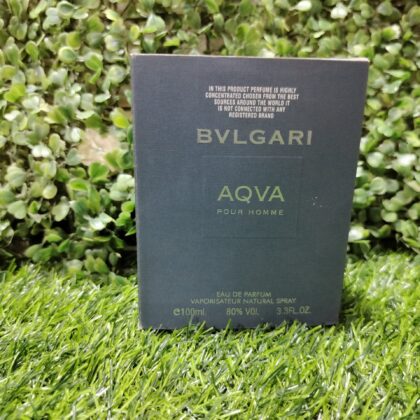 IN THIS PRODUCT PERFUME IS HIGHLY
CONCENTRATED CHOSEN FROM THE BEST
SOURCES AROUND THE WORLD IT
IS NOT CONNECTED WITH ANY
REGISTERED BRAND
BVLGARI
AQVA
POUR HOMME
EAU DE PARFUM
VAPORISATEUR NATURAL SPRAY
℮100ml 80% VOL 3.3FL.OZ.